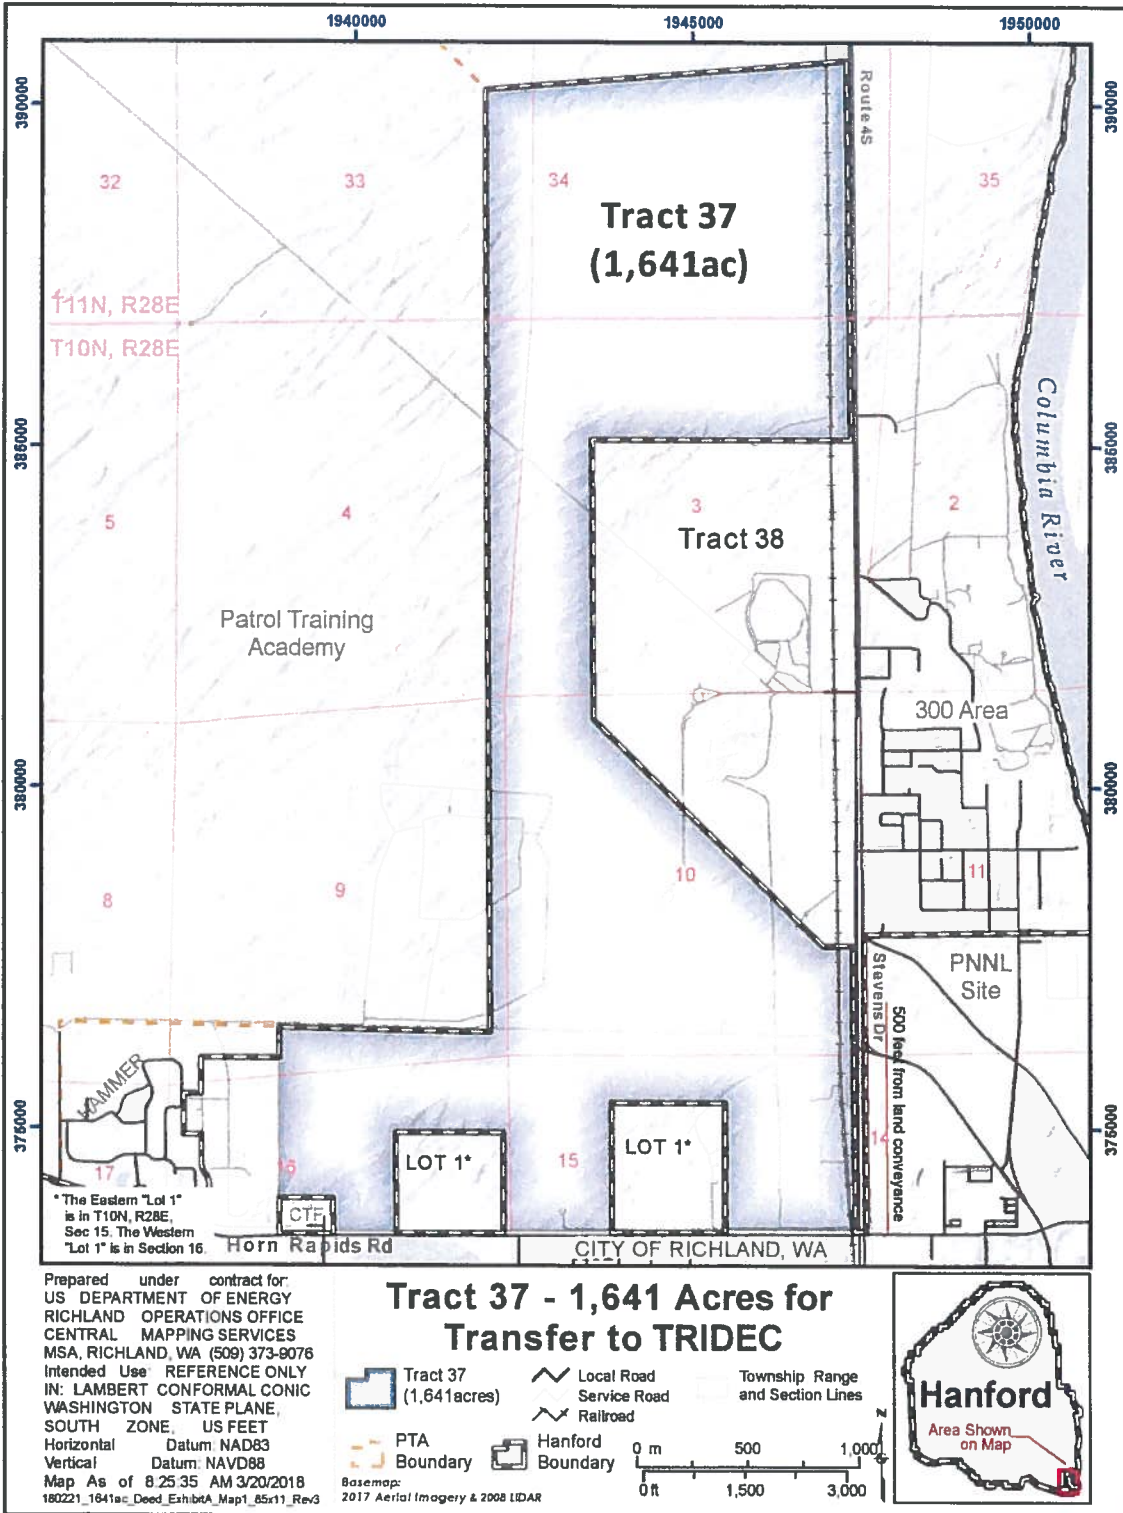 1940000
1945000
1950000
390000
390000
Route 4S
32
33
34
35
Tract 37
(1,641ac)
T11N, R28E
T10N, R28E
385000
385000
Columbia River
5
4
3
2
Tract 38
Patrol Training
Academy
300 Area
380000
380000
8
9
10
11
Stevens Dr
PNNL
Site
500 feet from land conveyance
HAMMER
375000
375000
17
16
15
14
LOT 1*
LOT 1*
CTF
* The Eastern "Lot 1"
is in T10N, R28E,
Sec 15. The Western
"Lot 1" is in Section 16.
Horn Rapids Rd
CITY OF RICHLAND, WA
Prepared under contract for:
US DEPARTMENT OF ENERGY
RICHLAND OPERATIONS OFFICE
CENTRAL MAPPING SERVICES
MSA, RICHLAND, WA (509) 373-9076
Intended Use: REFERENCE ONLY
IN: LAMBERT CONFORMAL CONIC
WASHINGTON STATE PLANE,
SOUTH ZONE, US FEET
Horizontal Datum: NAD83
Vertical Datum: NAVD88
Map As of 8:25:35 AM 3/20/2018
180221_1641ac_Deed_ExhibitA_Map1_85x11_Rev3
Tract 37 - 1,641 Acres for
Transfer to TRIDEC
Tract 37
(1,641acres)
Local Road
Service Road
Railroad
Township Range
and Section Lines
PTA
Boundary
Hanford
Boundary
0 m 500 1,000
0 ft 1,500 3,000
Z
Basemap:
2017 Aerial Imagery & 2008 LIDAR
Hanford
Area Shown
on Map